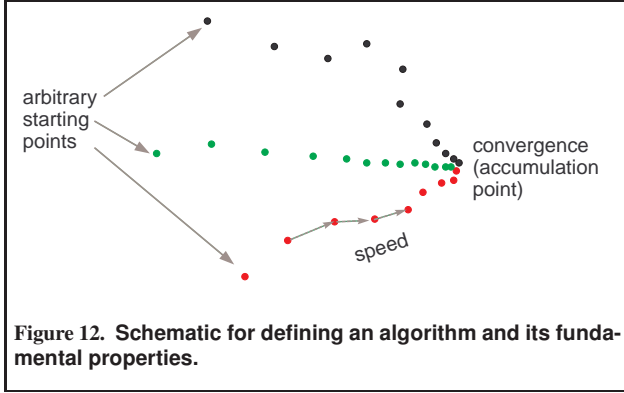 arbitrary
starting
points
convergence
(accumulation
point)
speed
Figure 12. Schematic for defining an algorithm and its funda-
mental properties.